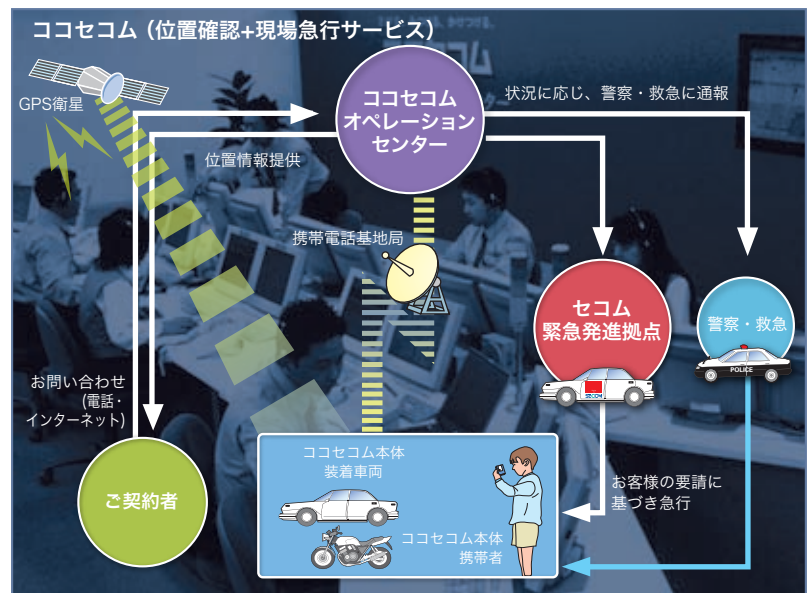 ココセコム（位置確認+現場急行サービス）
GPS衛星
ココセコム
オペレーション
センター
状況に応じ、警察・救急に通報
位置情報提供
携帯電話基地局
セコム
緊急発進拠点
警察・救急
SECOM
POLICE
お問い合わせ
(電話・
インターネット)
ご契約者
ココセコム本体
装着車両
ココセコム本体
携帯者
お客様の要請に
基づき急行